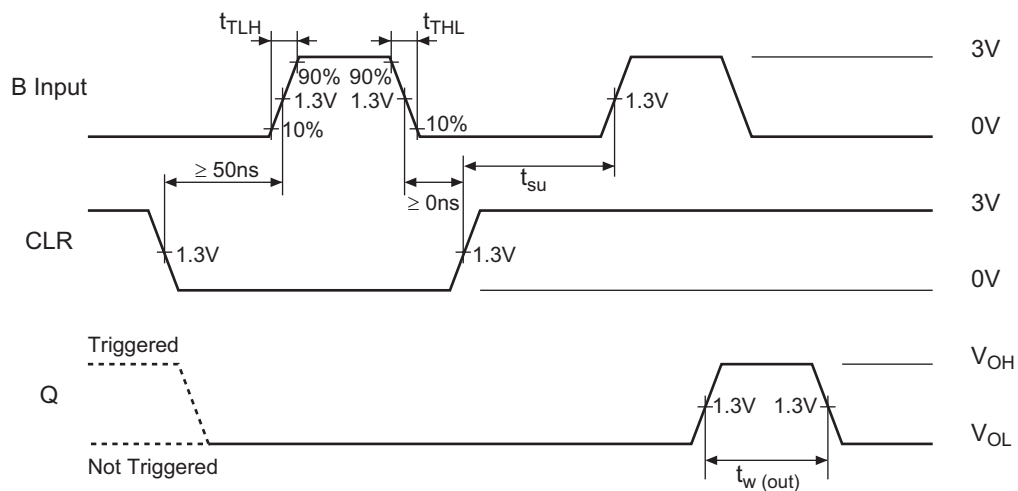 tTLH tTHL
3V
90% 90%
B Input 1.3V 1.3V 1.3V
10% 10% 0V
≥ 50ns tsu
≥ 0ns 3V
CLR 1.3V 1.3V
0V
Triggered VOH
Q 1.3V 1.3V
VOL
Not Triggered
tw (out)